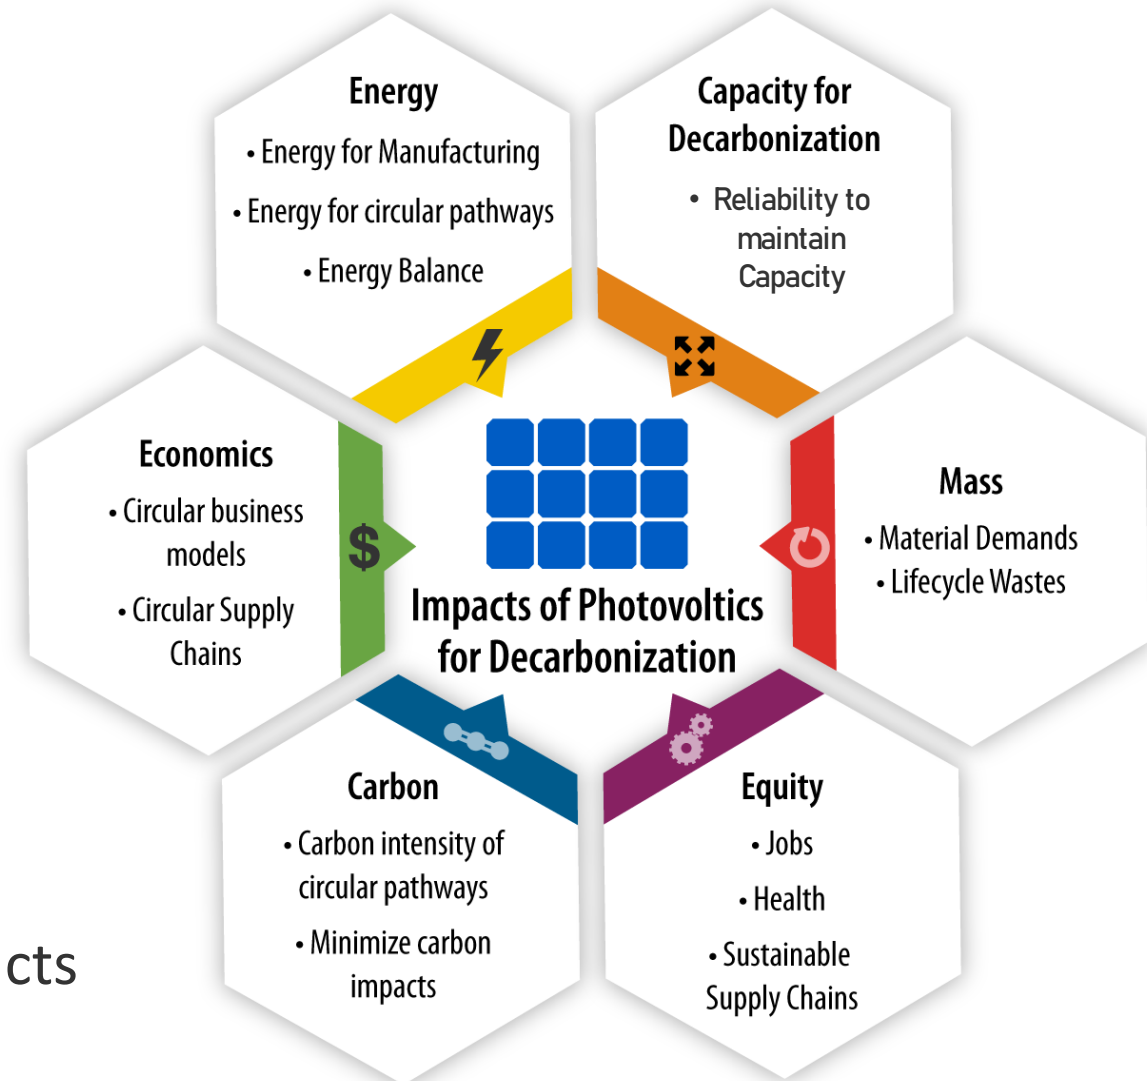 Energy
• Energy for Manufacturing
• Energy for circular pathways
• Energy Balance
Capacity for
Decarbonization
• Reliability to
maintain
Capacity
Economics
• Circular business
models
• Circular Supply
Chains
$
Impacts of Photovoltics
for Decarbonization
Mass
• Material Demands
• Lifecycle Wastes
Carbon
• Carbon intensity of
circular pathways
• Minimize carbon
impacts
Equity
• Jobs
• Health
• Sustainable
Supply Chains
cts